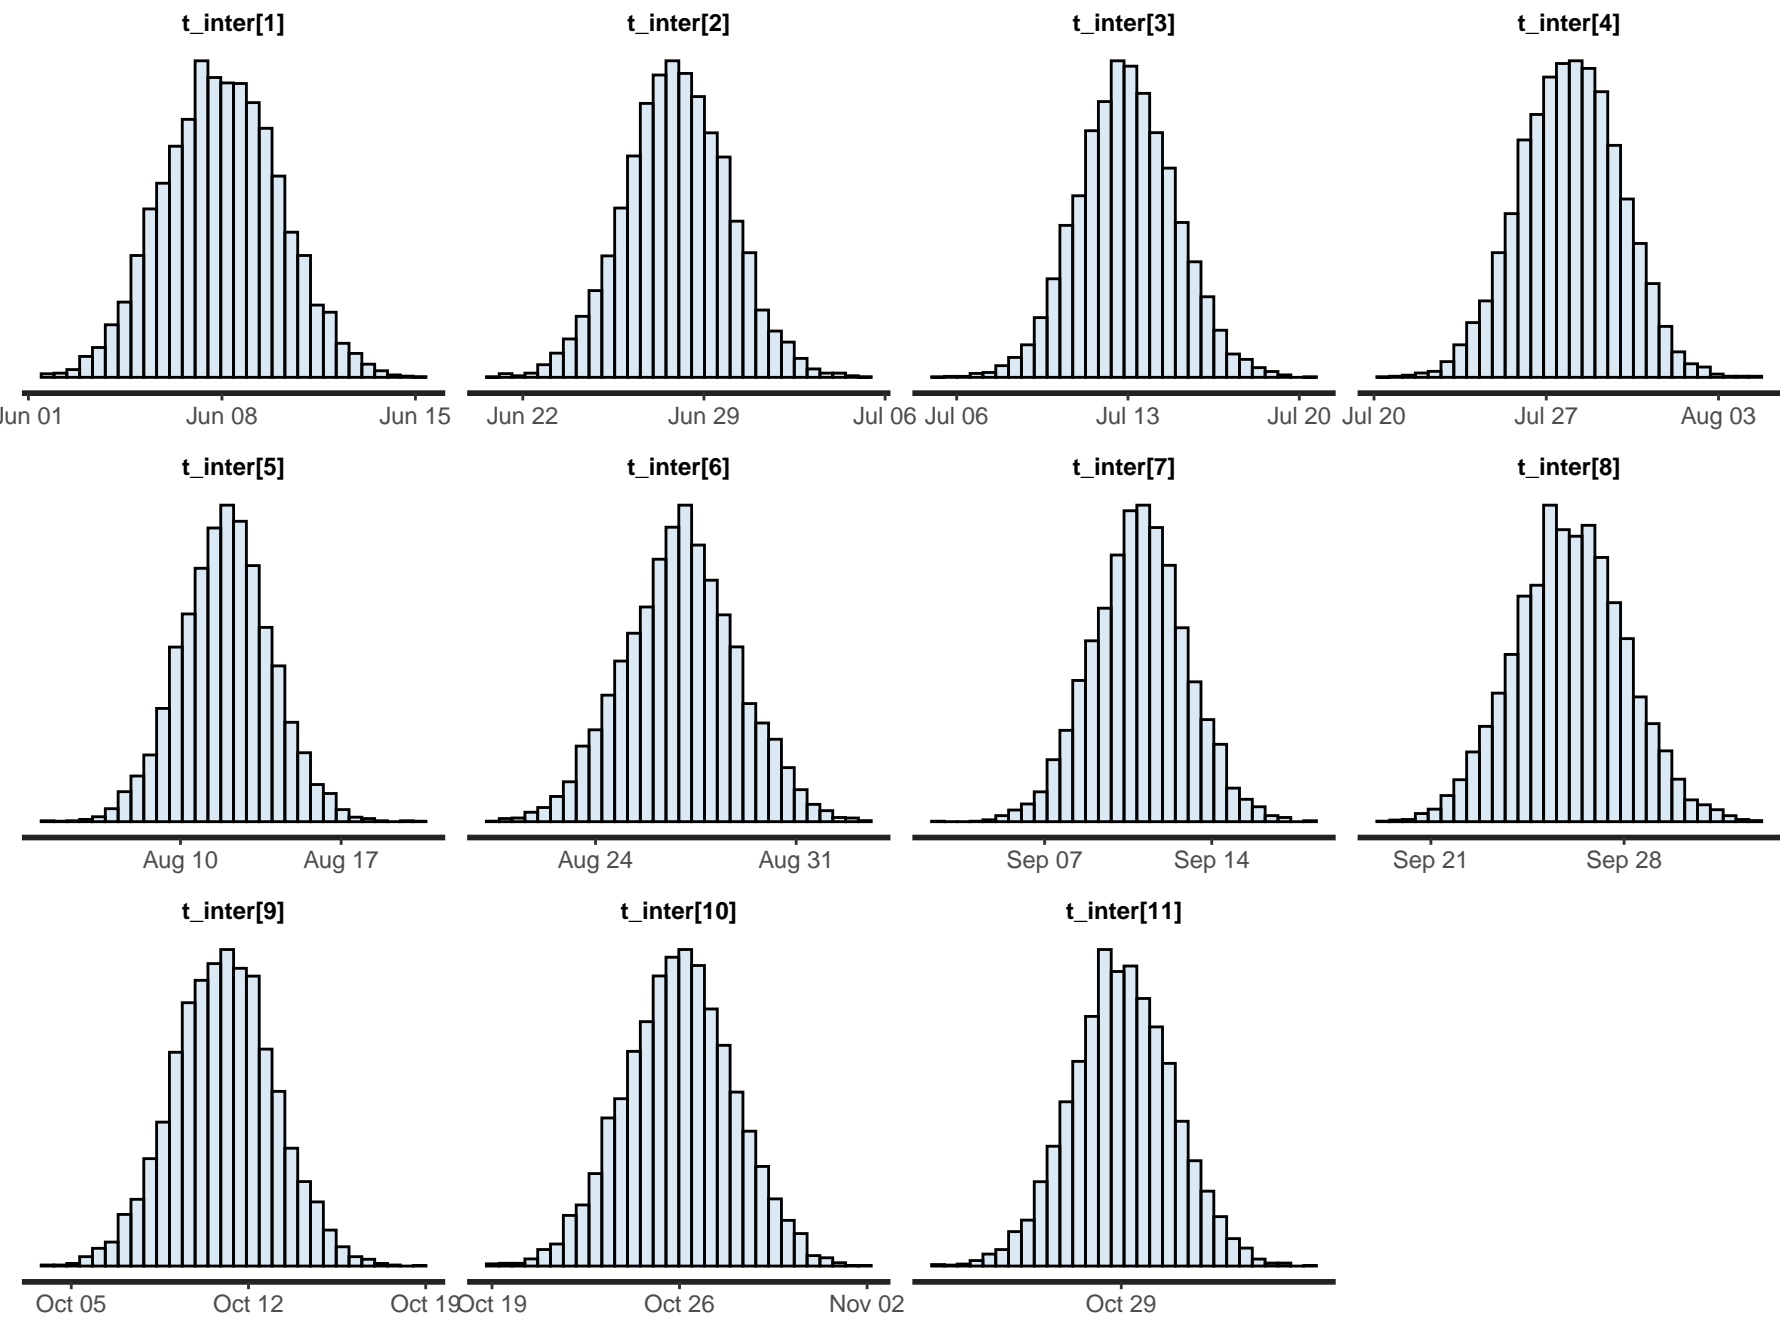 t_inter[1] t_inter[2] t_inter[3] t_inter[4]
Jun 01 Jun 08 Jun 15 Jun 22 Jun 29 Jul 06 Jul 06 Jul 13 Jul 20 Jul 20 Jul 27 Aug 03
t_inter[5] t_inter[6] t_inter[7] t_inter[8]
Aug 10 Aug 17 Aug 24 Aug 31 Sep 07 Sep 14 Sep 21 Sep 28
t_inter[9] t_inter[10] t_inter[11]
Oct 05 Oct 12 Oct 19 Oct 19 Oct 26 Nov 02 Oct 29